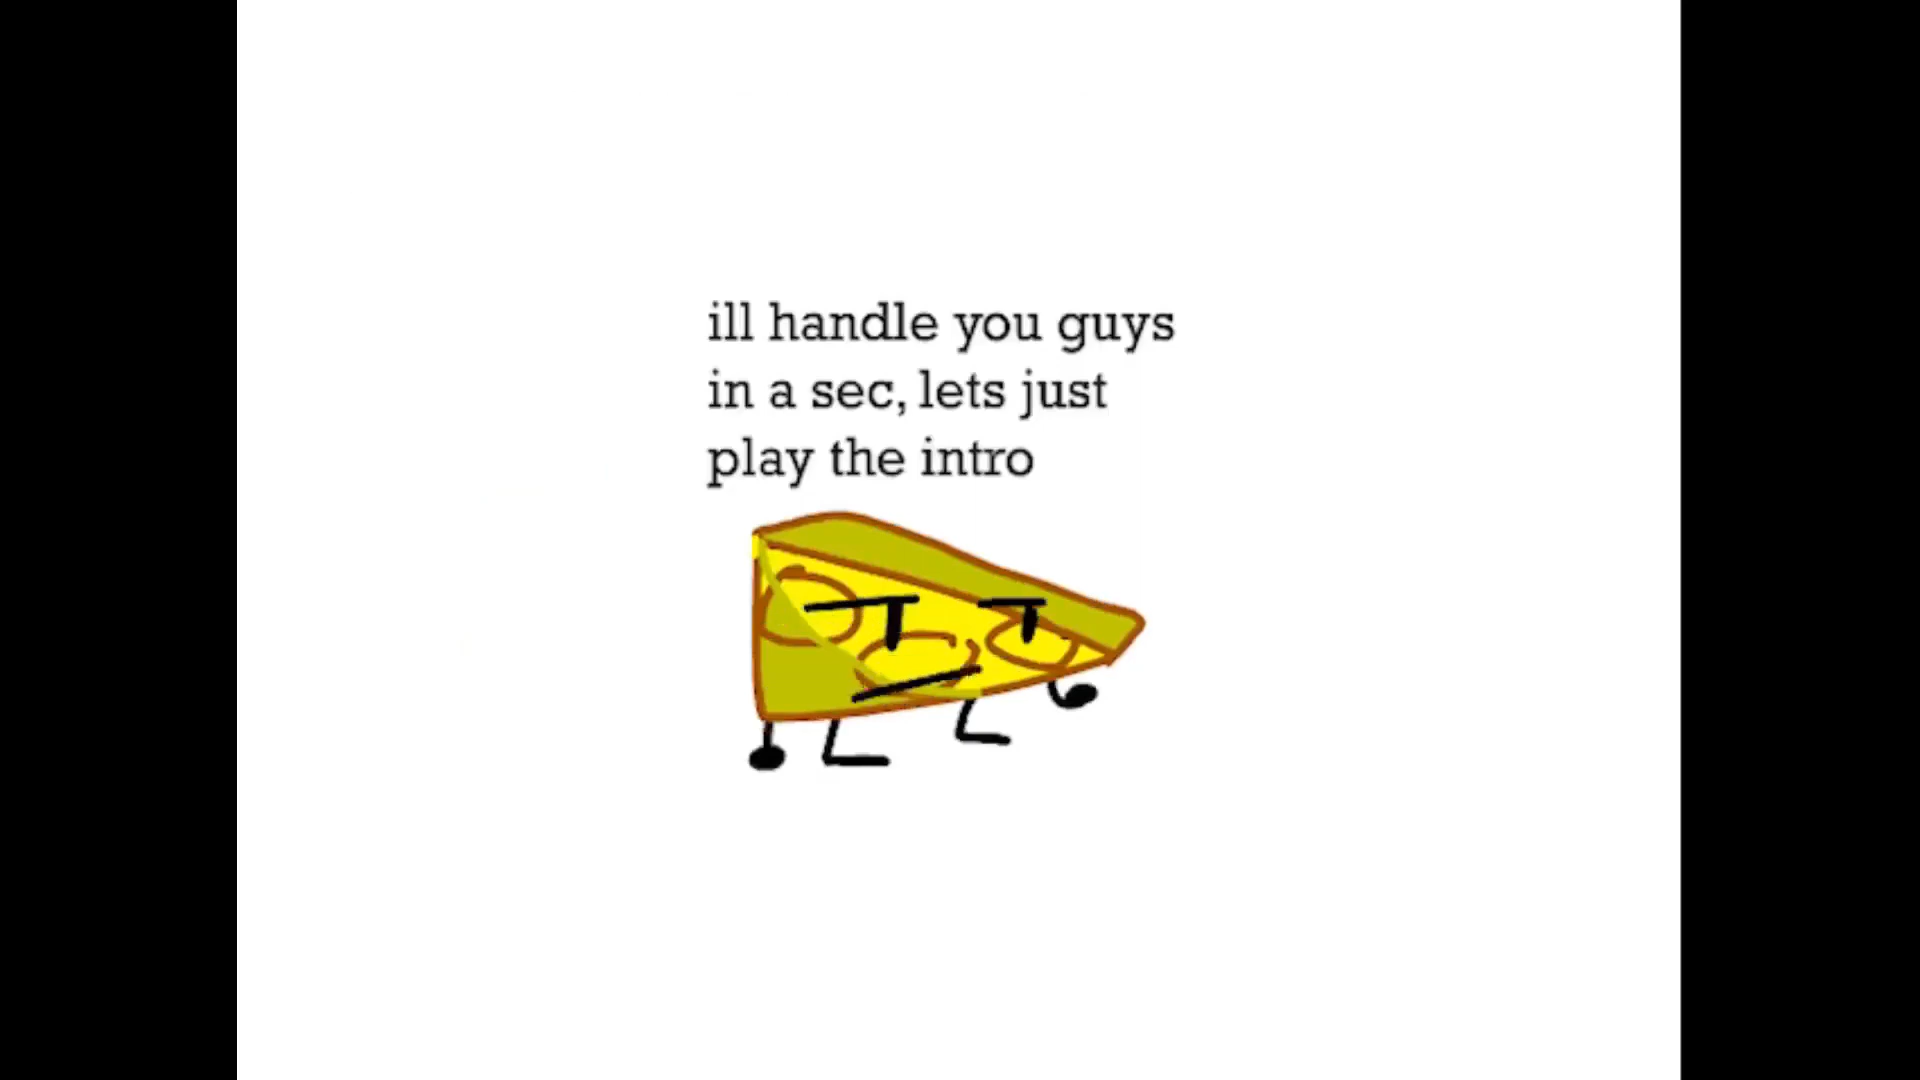 ill handle you guys
in a sec, lets just
play the intro